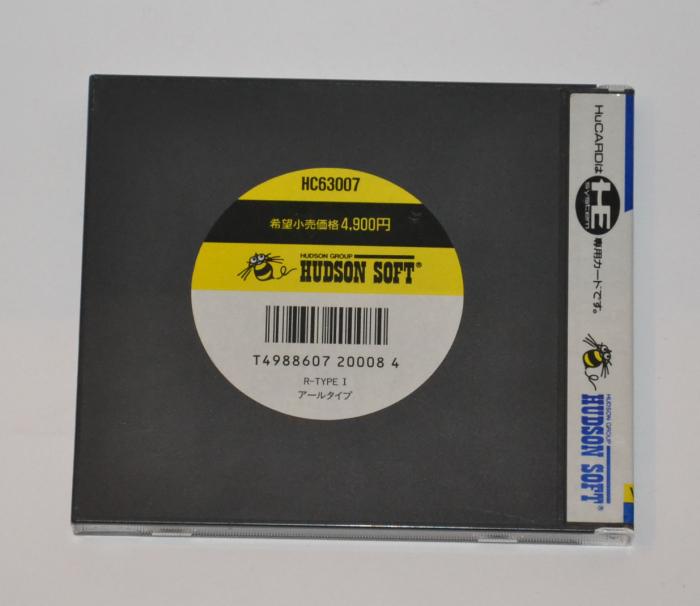 HC63007
希望小売価格 4,900円
HUDSON GROUP
HUDSON SOFT®
T4988607 20008 4
R-TYPE I
アールタイプ
HuCARDは HE system 専用カードです。
HUDSON GROUP
HUDSON SOFT®